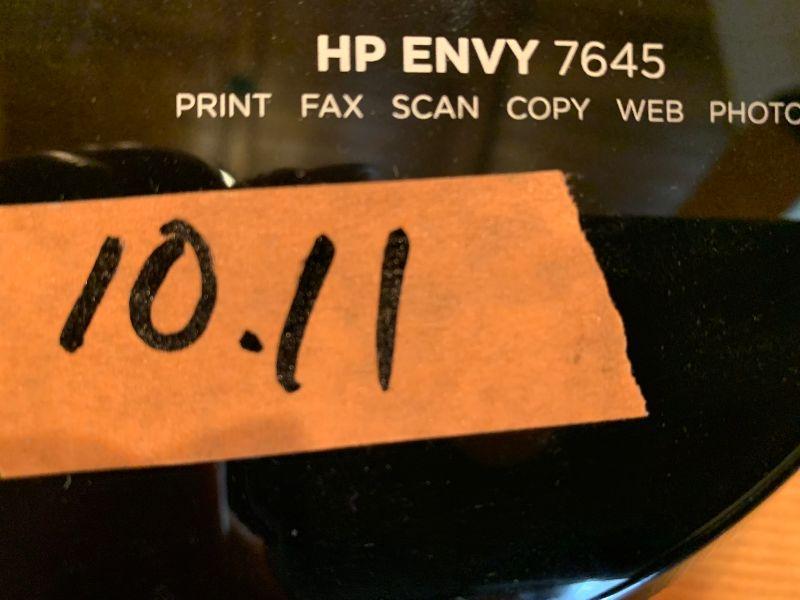 HP ENVY 7645
PRINT FAX SCAN COPY WEB PHOTO
10.11